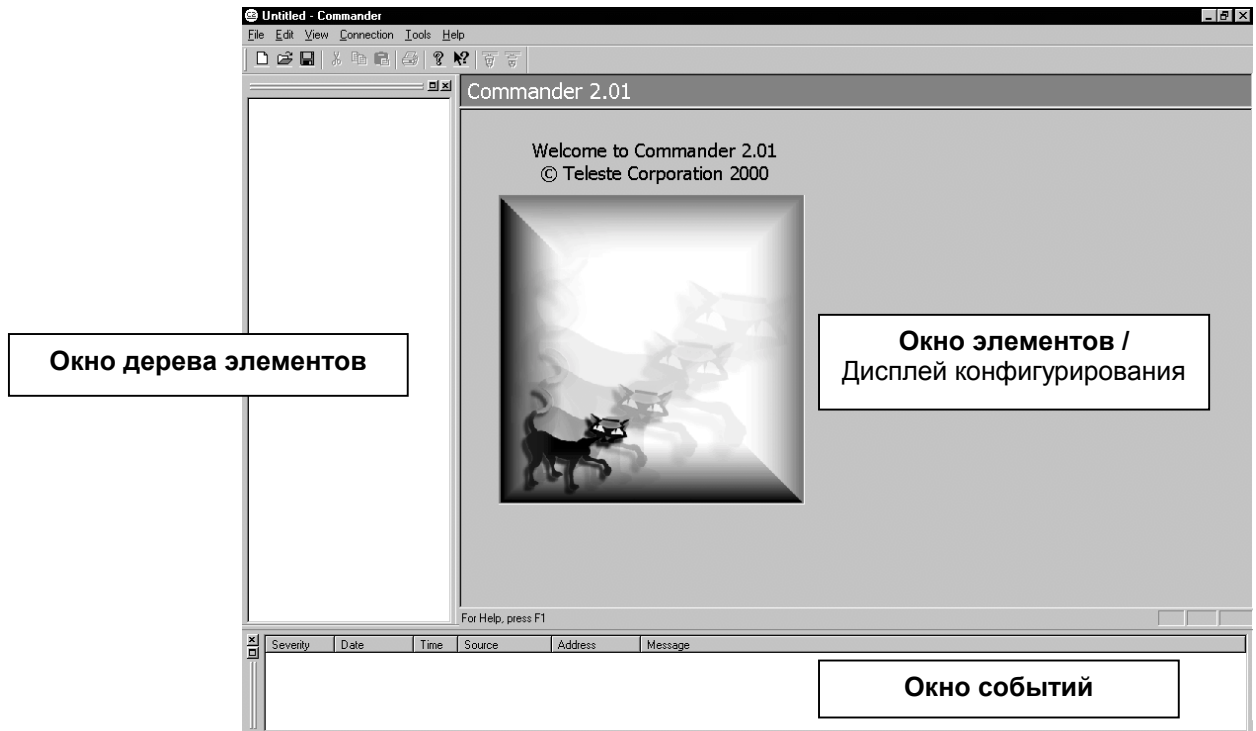 Untitled - Commander
File Edit View Connection Tools Help
Commander 2.01
Welcome to Commander 2.01
© Teleste Corporation 2000
Окно дерева элементов
Окно элементов /
Дисплей конфигурирования
For Help, press F1
Severity Date Time Source Address Message
Окно событий